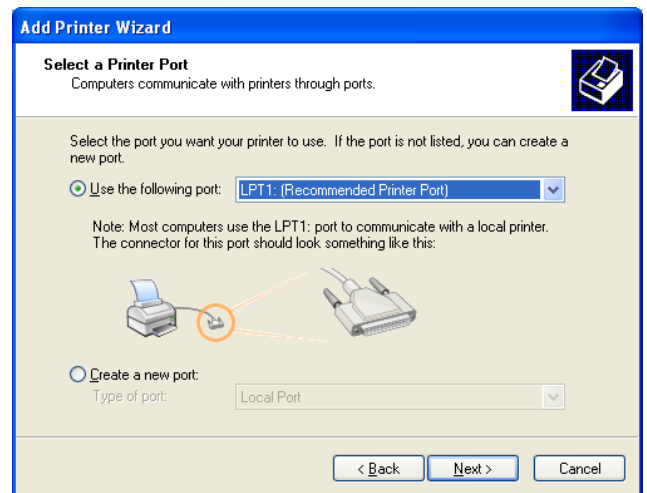 Add Printer Wizard
Select a Printer Port
Computers communicate with printers through ports.
Select the port you want your printer to use.  If the port is not listed, you can create a
new port.
Use the following port:
LPT1: (Recommended Printer Port)
Note: Most computers use the LPT1: port to communicate with a local printer.
The connector for this port should look something like this:
Create a new port:
Type of port:
Local Port
< Back
Next >
Cancel